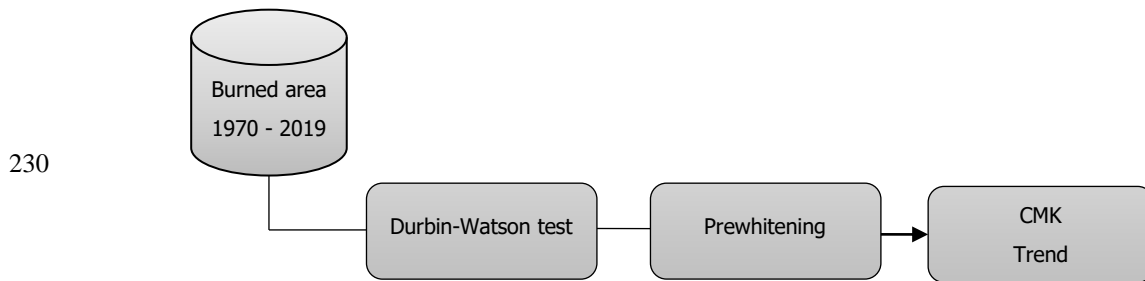 Burned area
1970 - 2019
230
Durbin-Watson test
Prewhitening
CMK
Trend